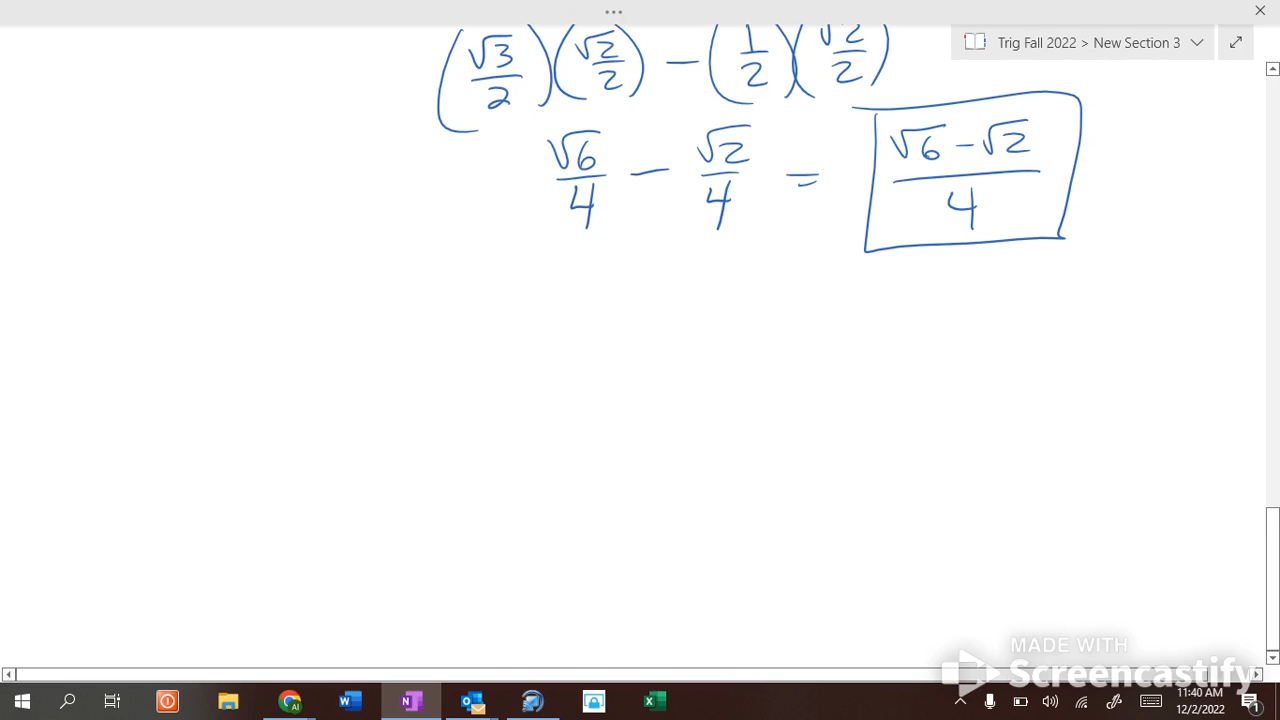 Trig Fall 2022 > New Section 3
(√3/2)(√2/2) − (1/2)(√2/2)
√6/4 − √2/4 = (√6 − √2)/4
MADE WITH
Screencastify
11:40 AM
12/2/2022